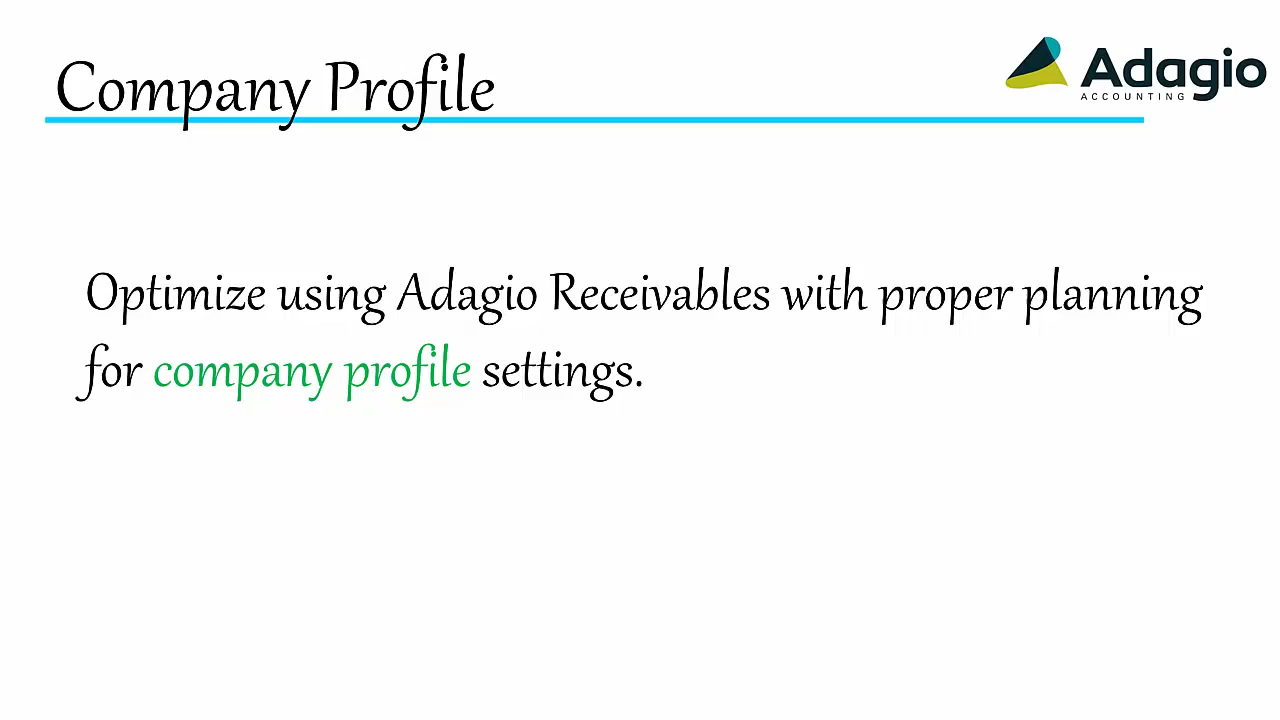 Company Profile
Adagio
ACCOUNTING
Optimize using Adagio Receivables with proper planning
for company profile settings.